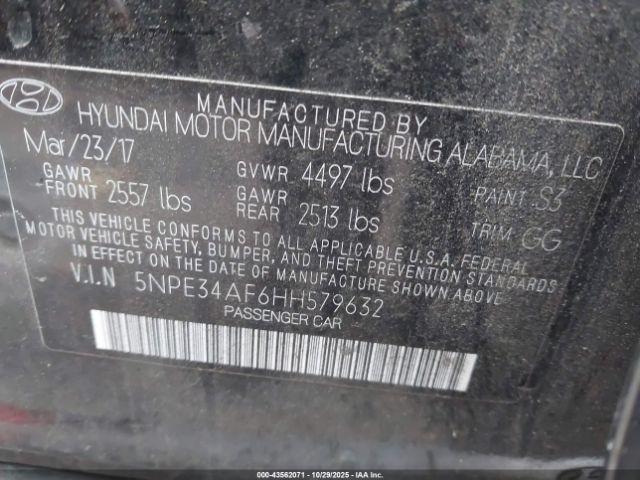 MANUFACTURED BY
HYUNDAI MOTOR MANUFACTURING ALABAMA, LLC
Mar/23/17
GVWR 4497 lbs
PAINT S3
GAWR FRONT 2557 lbs
GAWR REAR 2513 lbs
TRIM GG
THIS VEHICLE CONFORMS TO ALL APPLICABLE U.S.A. FEDERAL
MOTOR VEHICLE SAFETY, BUMPER, AND THEFT PREVENTION STANDARDS
IN EFFECT ON THE DATE OF MANUFACTURE SHOWN ABOVE.
V.I.N 5NPE34AF6HH579632
PASSENGER CAR
000-43562071 | 10/29/2025 | IAAI.CA